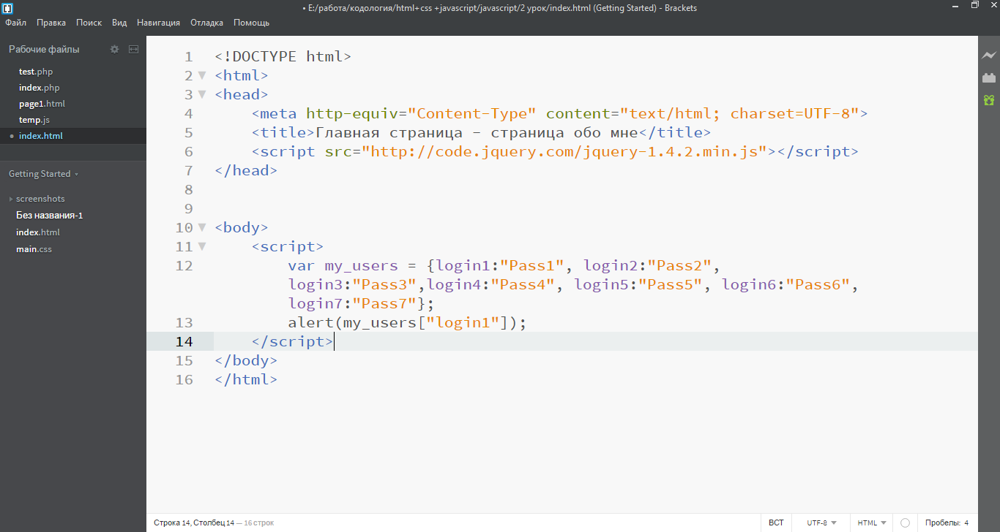 • E:/работа/кодология/html+css +javascript/javascript/2 урок/index.html (Getting Started) - Brackets
Файл Правка Поиск Вид Навигация Отладка Помощь
Рабочие файлы
test.php
index.php
page1.html
temp.js
index.html
Getting Started
screenshots
Без названия-1
index.html
main.css
1 <!DOCTYPE html>
2 <html>
3 <head>
4 <meta http-equiv="Content-Type" content="text/html; charset=UTF-8">
5 <title>Главная страница - страница обо мне</title>
6 <script src="http://code.jquery.com/jquery-1.4.2.min.js"></script>
7 </head>
8
9
10 <body>
11 <script>
12 var my_users = {login1:"Pass1", login2:"Pass2",
login3:"Pass3",login4:"Pass4", login5:"Pass5", login6:"Pass6",
login7:"Pass7"};
13 alert(my_users["login1"]);
14 </script>
15 </body>
16 </html>
Строка 14, Столбец 14 — 16 строк
ВСТ UTF-8 HTML Пробелы: 4